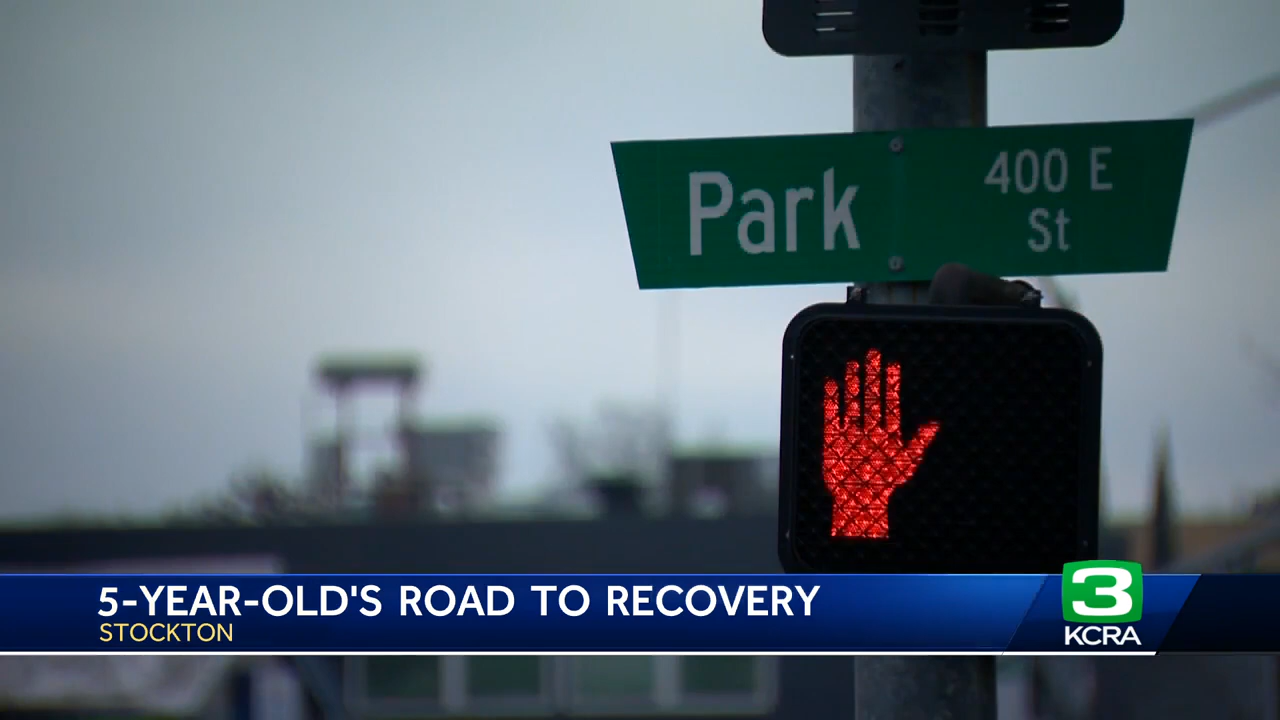 Park
400 E
St
5-YEAR-OLD'S ROAD TO RECOVERY
STOCKTON
3
KCRA